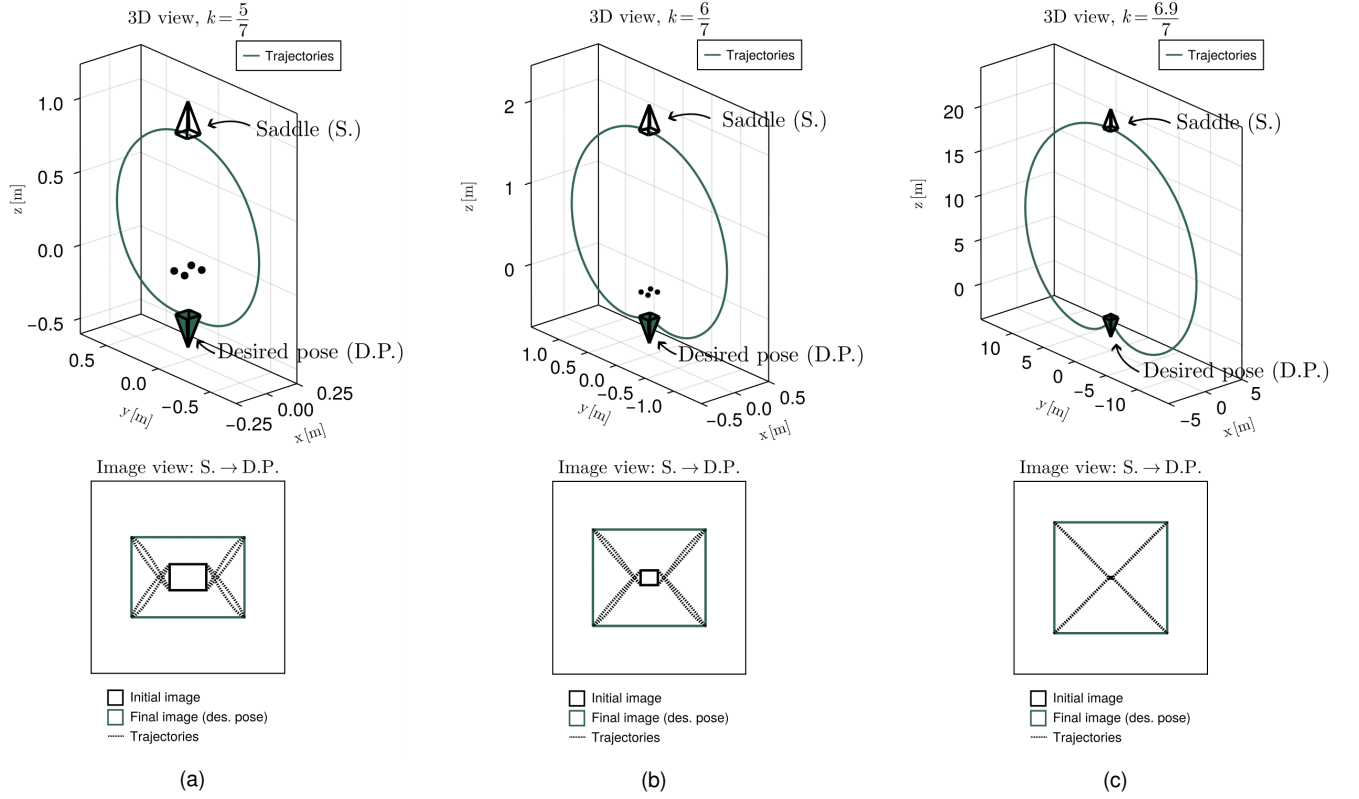 3D view, k = 5/7
Trajectories
Saddle (S.)
1.0
0.5
0.0
−0.5
z [m]
Desired pose (D.P.)
0.5
0.0
−0.5
y [m]
0.25
0.00
−0.25
x [m]
Image view: S. → D.P.
Initial image
Final image (des. pose)
Trajectories
(a)
3D view, k = 6/7
Trajectories
Saddle (S.)
2
1
0
z [m]
Desired pose (D.P.)
1.0
0.5
0.0
−0.5
−1.0
y [m]
0.5
0.0
−0.5
x [m]
Image view: S. → D.P.
Initial image
Final image (des. pose)
Trajectories
(b)
3D view, k = 6.9/7
Trajectories
Saddle (S.)
20
15
10
5
0
z [m]
Desired pose (D.P.)
10
5
0
−5
−10
y [m]
5
0
−5
x [m]
Image view: S. → D.P.
Initial image
Final image (des. pose)
Trajectories
(c)